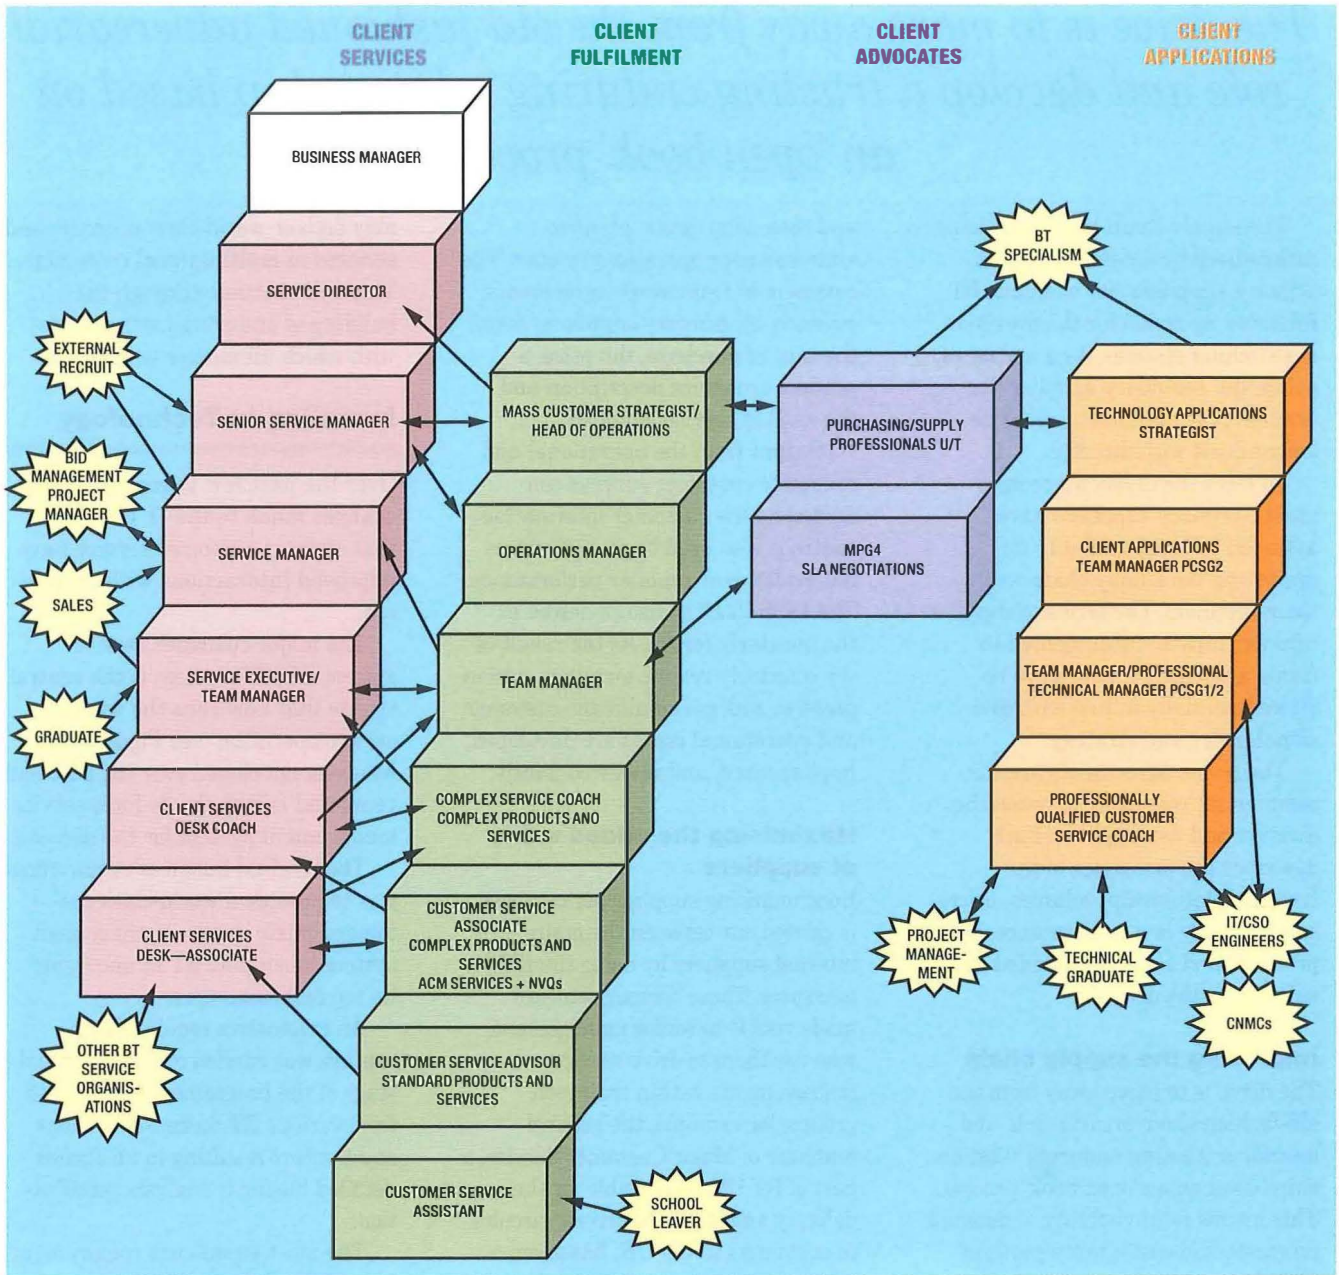 CLIENT
SERVICES
CLIENT
FULFILMENT
CLIENT
ADVOCATES
CLIENT
APPLICATIONS
BUSINESS MANAGER
SERVICE DIRECTOR
SENIOR SERVICE MANAGER
SERVICE MANAGER
SERVICE EXECUTIVE/
TEAM MANAGER
CLIENT SERVICES
OESK COACH
CLIENT SERVICES
DESK—ASSOCIATE
EXTERNAL
RECRUIT
BID
MANAGEMENT
PROJECT
MANAGER
SALES
GRADUATE
OTHER BT
SERVICE
ORGANIS-
ATIONS
MASS CUSTOMER STRATEGIST/
HEAD OF OPERATIONS
OPERATIONS MANAGER
TEAM MANAGER
COMPLEX SERVICE COACH
COMPLEX PRODUCTS ANO
SERVICES
CUSTOMER SERVICE
ASSOCIATE
COMPLEX PRODUCTS AND
SERVICES
ACM SERVICES + NVQs
CUSTOMER SERVICE ADVISOR
STANDARD PRODUCTS AND
SERVICES
CUSTOMER SERVICE
ASSISTANT
SCHOOL
LEAVER
BT
SPECIALISM
PURCHASING/SUPPLY
PROFESSIONALS U/T
MPG4
SLA NEGOTIATIONS
TECHNOLOGY APPLICATIONS
STRATEGIST
CLIENT APPLICATIONS
TEAM MANAGER PCSG2
TEAM MANAGER/PROFESSIONAL
TECHNICAL MANAGER PCSG1/2
PROFESSIONALLY
QUALIFIED CUSTOMER
SERVICE COACH
PROJECT
MANAGE-
MENT
TECHNICAL
GRADUATE
IT/CSO
ENGINEERS
CNMCs